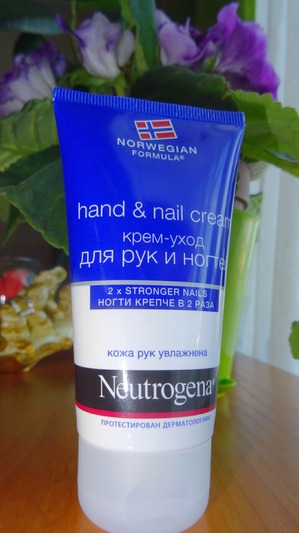 NORWEGIAN
FORMULA®
hand & nail cream
крем-уход
для рук и ногтей
2 x STRONGER NAILS
НОГТИ КРЕПЧЕ В 2 РАЗА
кожа рук увлажнена
Neutrogena®
ПРОТЕСТИРОВАН ДЕРМАТОЛОГАМИ